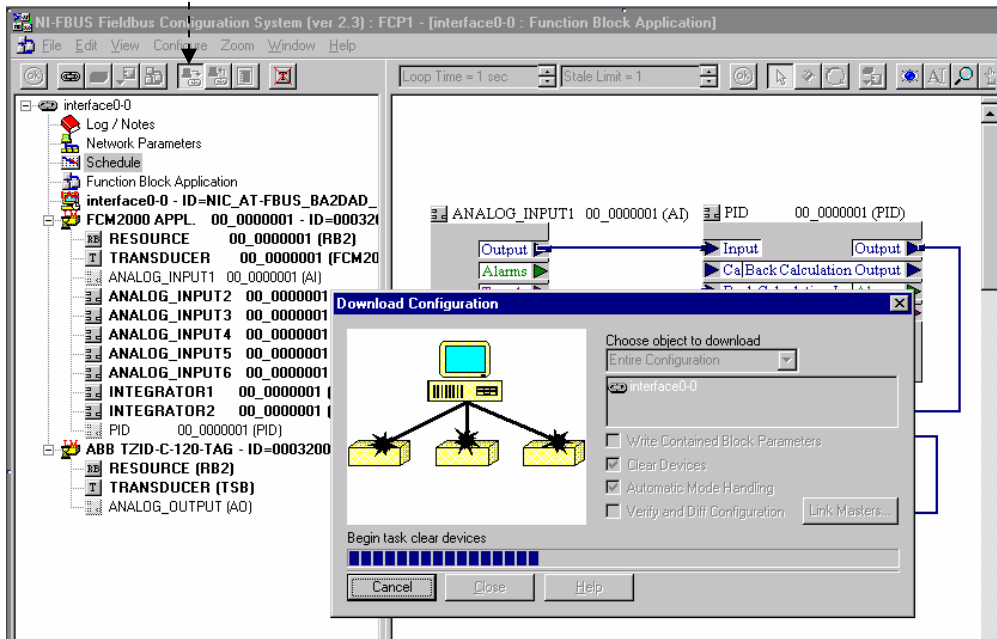 NI-FBUS Fieldbus Configuration System (ver 2.3) : FCP1 - [interface0-0 : Function Block Application]
File Edit View Configure Zoom Window Help
Loop Time = 1 sec Stale Limit = 1
interface0-0
Log / Notes
Network Parameters
Schedule
Function Block Application
interface0-0 - ID=NIC_AT-FBUS_BA2DAD_
FCM2000 APPL. 00_0000001 - ID=000320
RB RESOURCE 00_0000001 (RB2)
T TRANSDUCER 00_0000001 (FCM20
ANALOG_INPUT1 00_0000001 (AI)
ANALOG_INPUT2 00_0000001
ANALOG_INPUT3 00_0000001
ANALOG_INPUT4 00_0000001
ANALOG_INPUT5 00_0000001
ANALOG_INPUT6 00_0000001
INTEGRATOR1 00_0000001 (
INTEGRATOR2 00_0000001 (
PID 00_0000001 (PID)
ABB TZID-C-120-TAG - ID=0003200
RB RESOURCE (RB2)
T TRANSDUCER (TSB)
ANALOG_OUTPUT (AO)
ANALOG_INPUT1 00_0000001 (AI)
Output
Alarms
PID 00_0000001 (PID)
Input Output
Ca Back Calculation Output
Download Configuration
Choose object to download
Entire Configuration
interface0-0
Write Contained Block Parameters
Clear Devices
Automatic Mode Handling
Verify and Diff Configuration Link Masters...
Begin task clear devices
Cancel Close Help